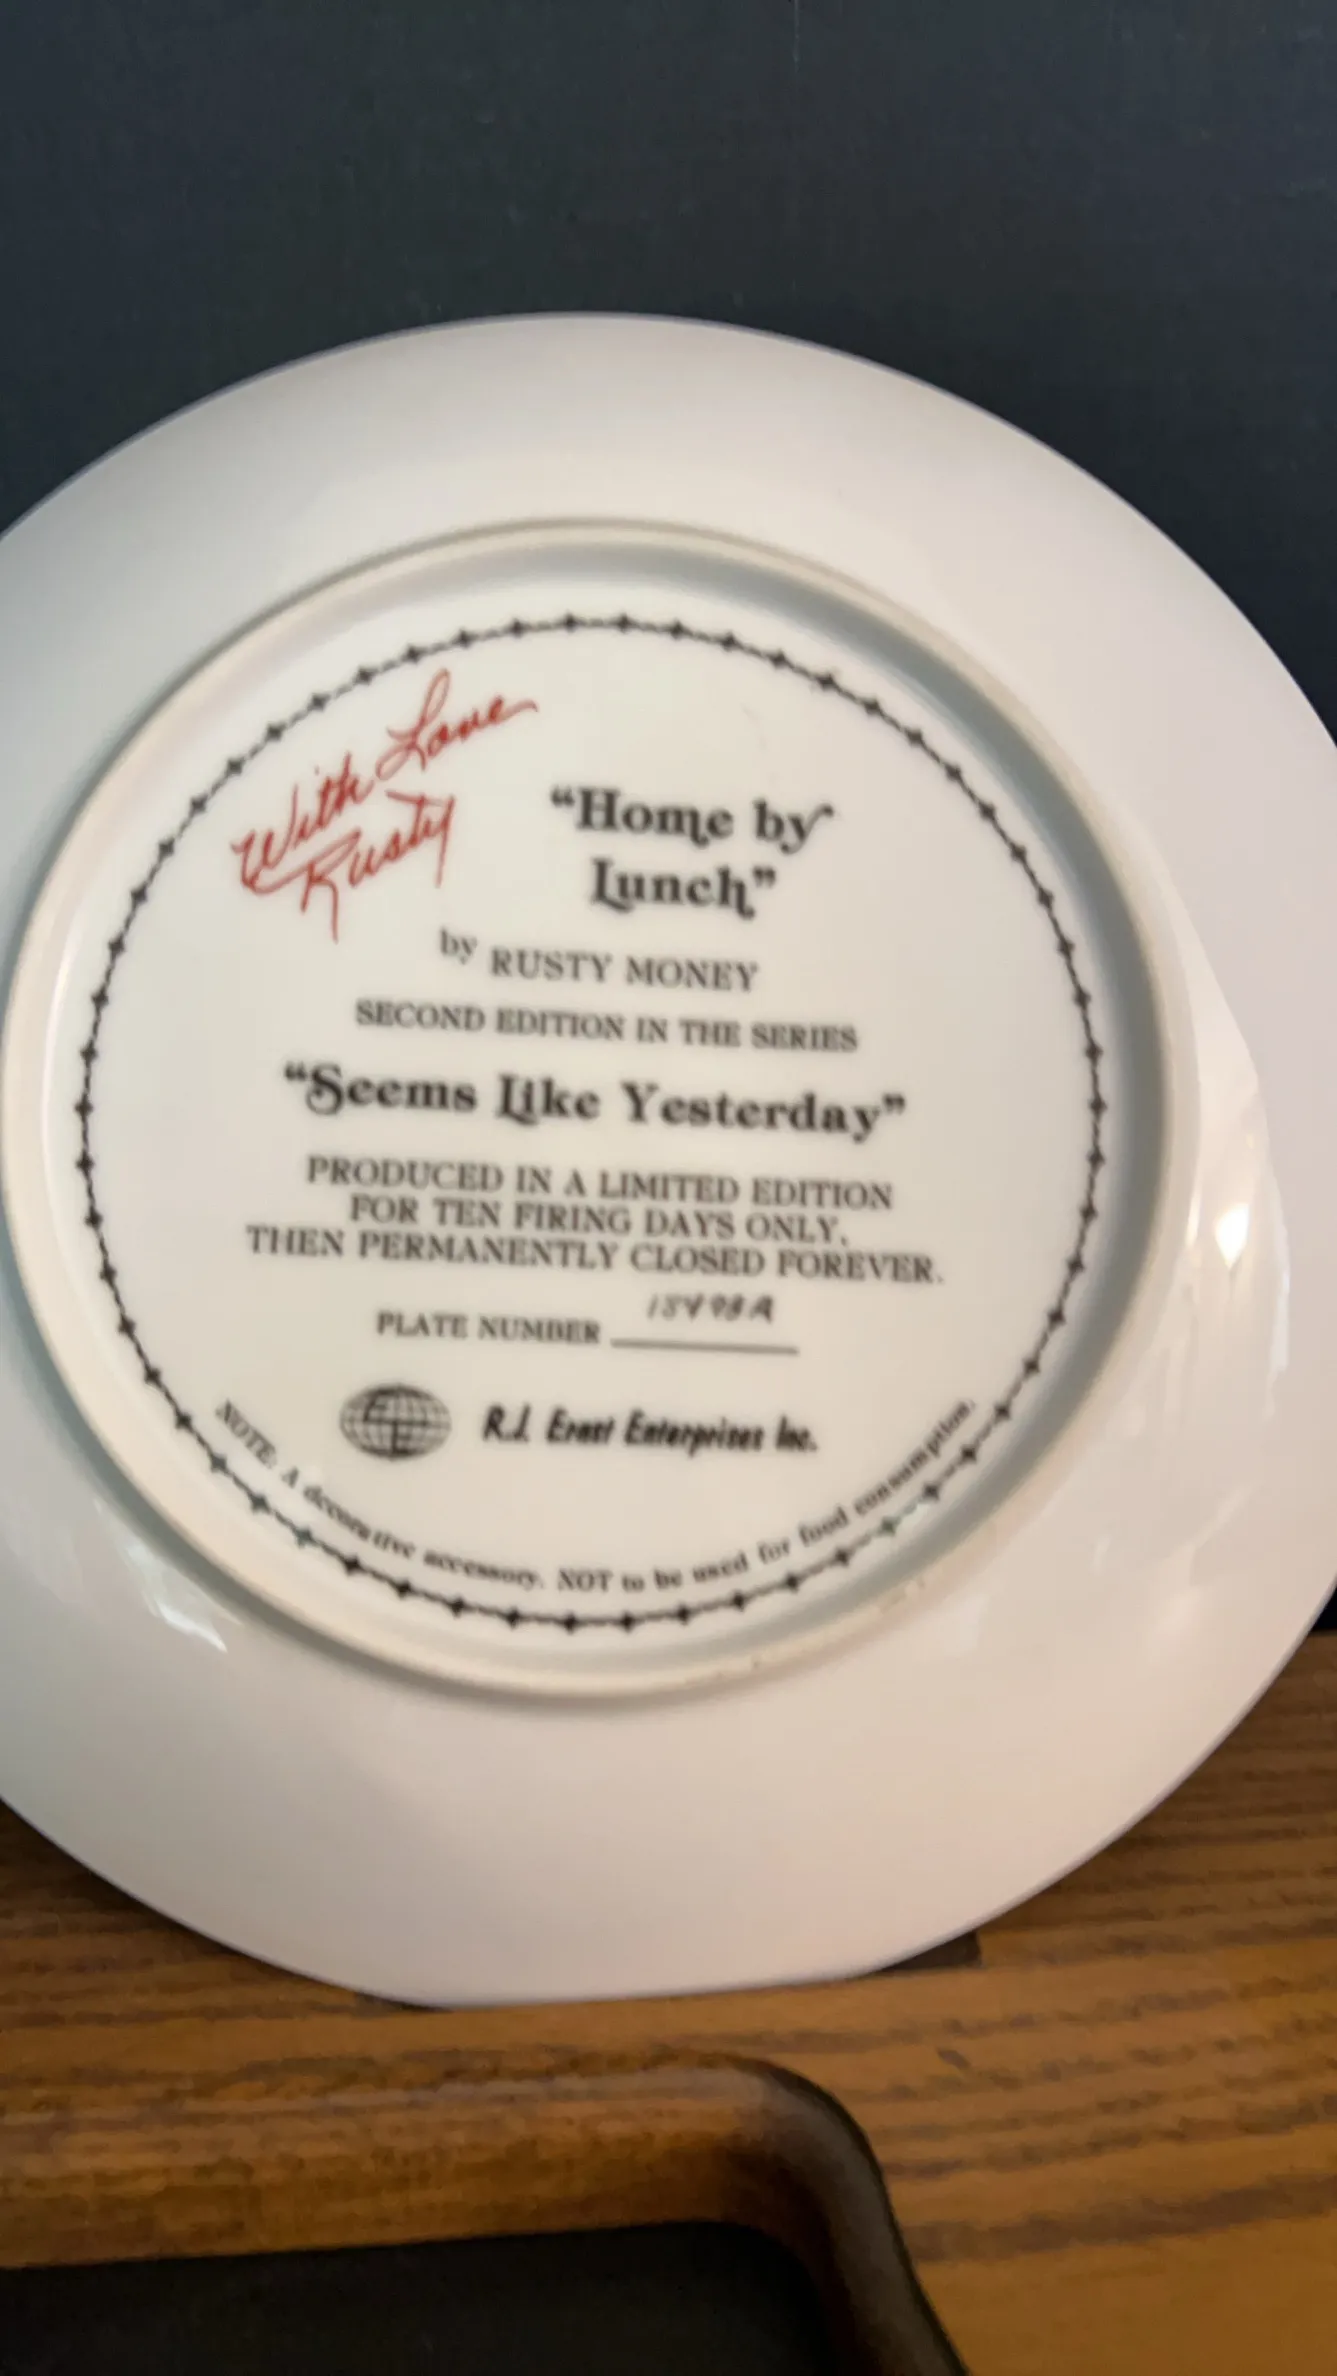 With Love
Rusty
“Home by
Lunch”
by RUSTY MONEY
SECOND EDITION IN THE SERIES
“Seems Like Yesterday”
PRODUCED IN A LIMITED EDITION
FOR TEN FIRING DAYS ONLY.
THEN PERMANENTLY CLOSED FOREVER.
PLATE NUMBER
R.J. Ernst Enterprises Inc.
NOTE: A decorative accessory. NOT to be used for food consumption.